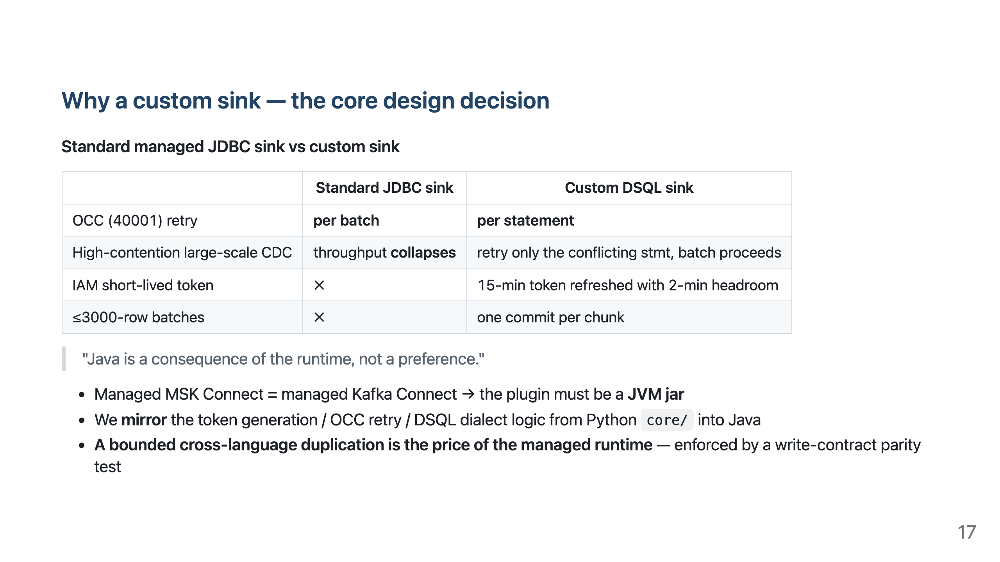 Why a custom sink — the core design decision
Standard managed JDBC sink vs custom sink
Standard JDBC sink Custom DSQL sink
OCC (40001) retry per batch per statement
High-contention large-scale CDC throughput collapses retry only the conflicting stmt, batch proceeds
IAM short-lived token ✕ 15-min token refreshed with 2-min headroom
≤3000-row batches ✕ one commit per chunk
"Java is a consequence of the runtime, not a preference."
• Managed MSK Connect = managed Kafka Connect → the plugin must be a JVM jar
• We mirror the token generation / OCC retry / DSQL dialect logic from Python core/ into Java
• A bounded cross-language duplication is the price of the managed runtime — enforced by a write-contract parity
test
17